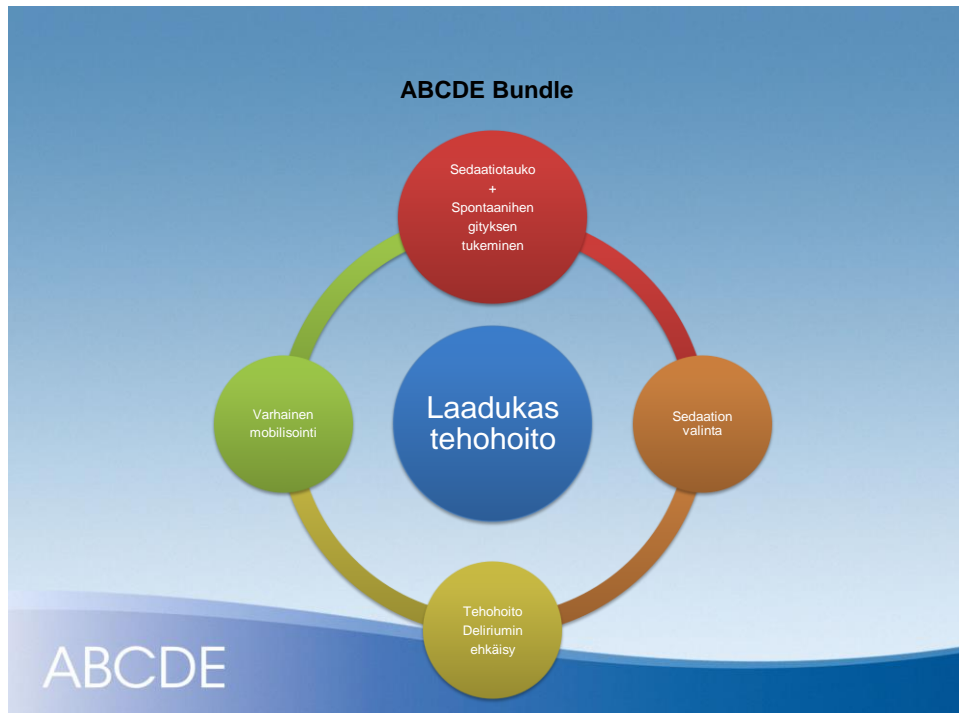 ABCDE Bundle
Sedaatiotauko
+
Spontaanihen
gityksen
tukeminen
Varhainen
mobilisointi
Laadukas
tehohoito
Sedaation
valinta
Tehohoito
Deliriumin
ehkäisy
ABCDE